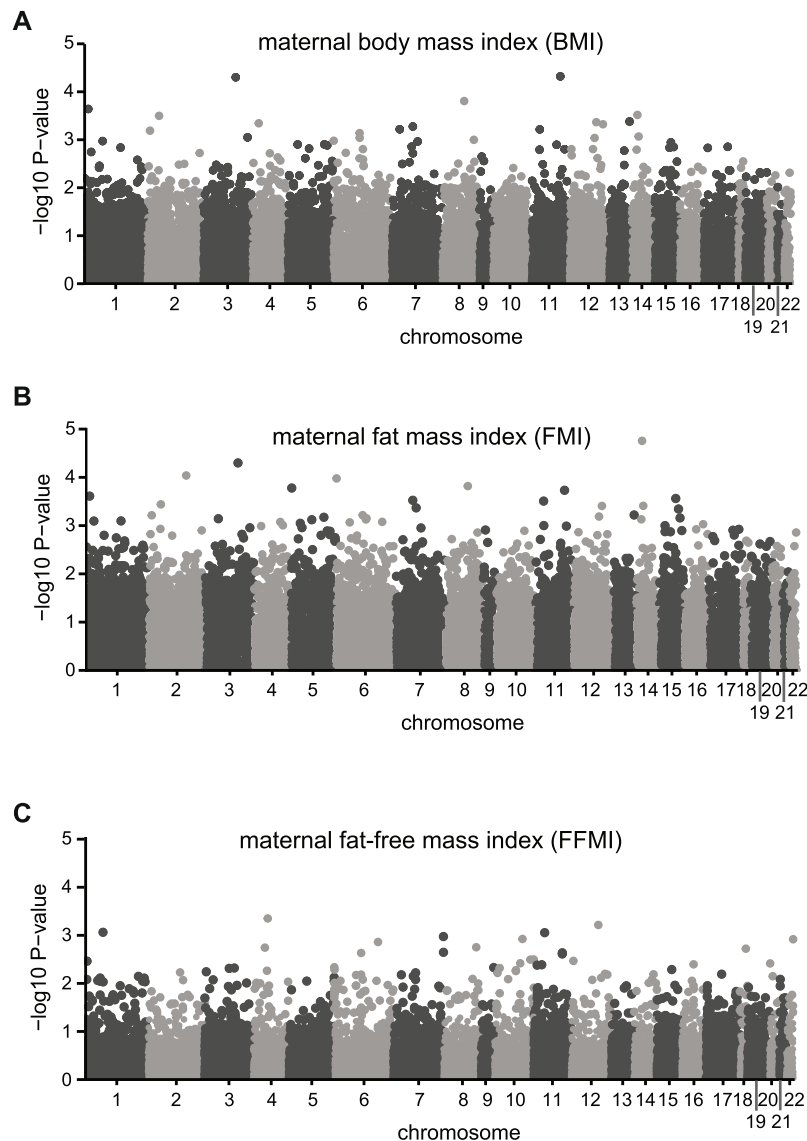 A
maternal body mass index (BMI)
−log10 P−value
5
4
3
2
1
0
1 2 3 4 5 6 7 8 9 10 11 12 13 14 15 16 17 18 20 22
19 21
chromosome
B
maternal fat mass index (FMI)
−log10 P−value
5
4
3
2
1
0
1 2 3 4 5 6 7 8 9 10 11 12 13 14 15 16 17 18 20 22
19 21
chromosome
C
maternal fat-free mass index (FFMI)
−log10 P−value
5
4
3
2
1
0
1 2 3 4 5 6 7 8 9 10 11 12 13 14 15 16 17 18 20 22
19 21
chromosome